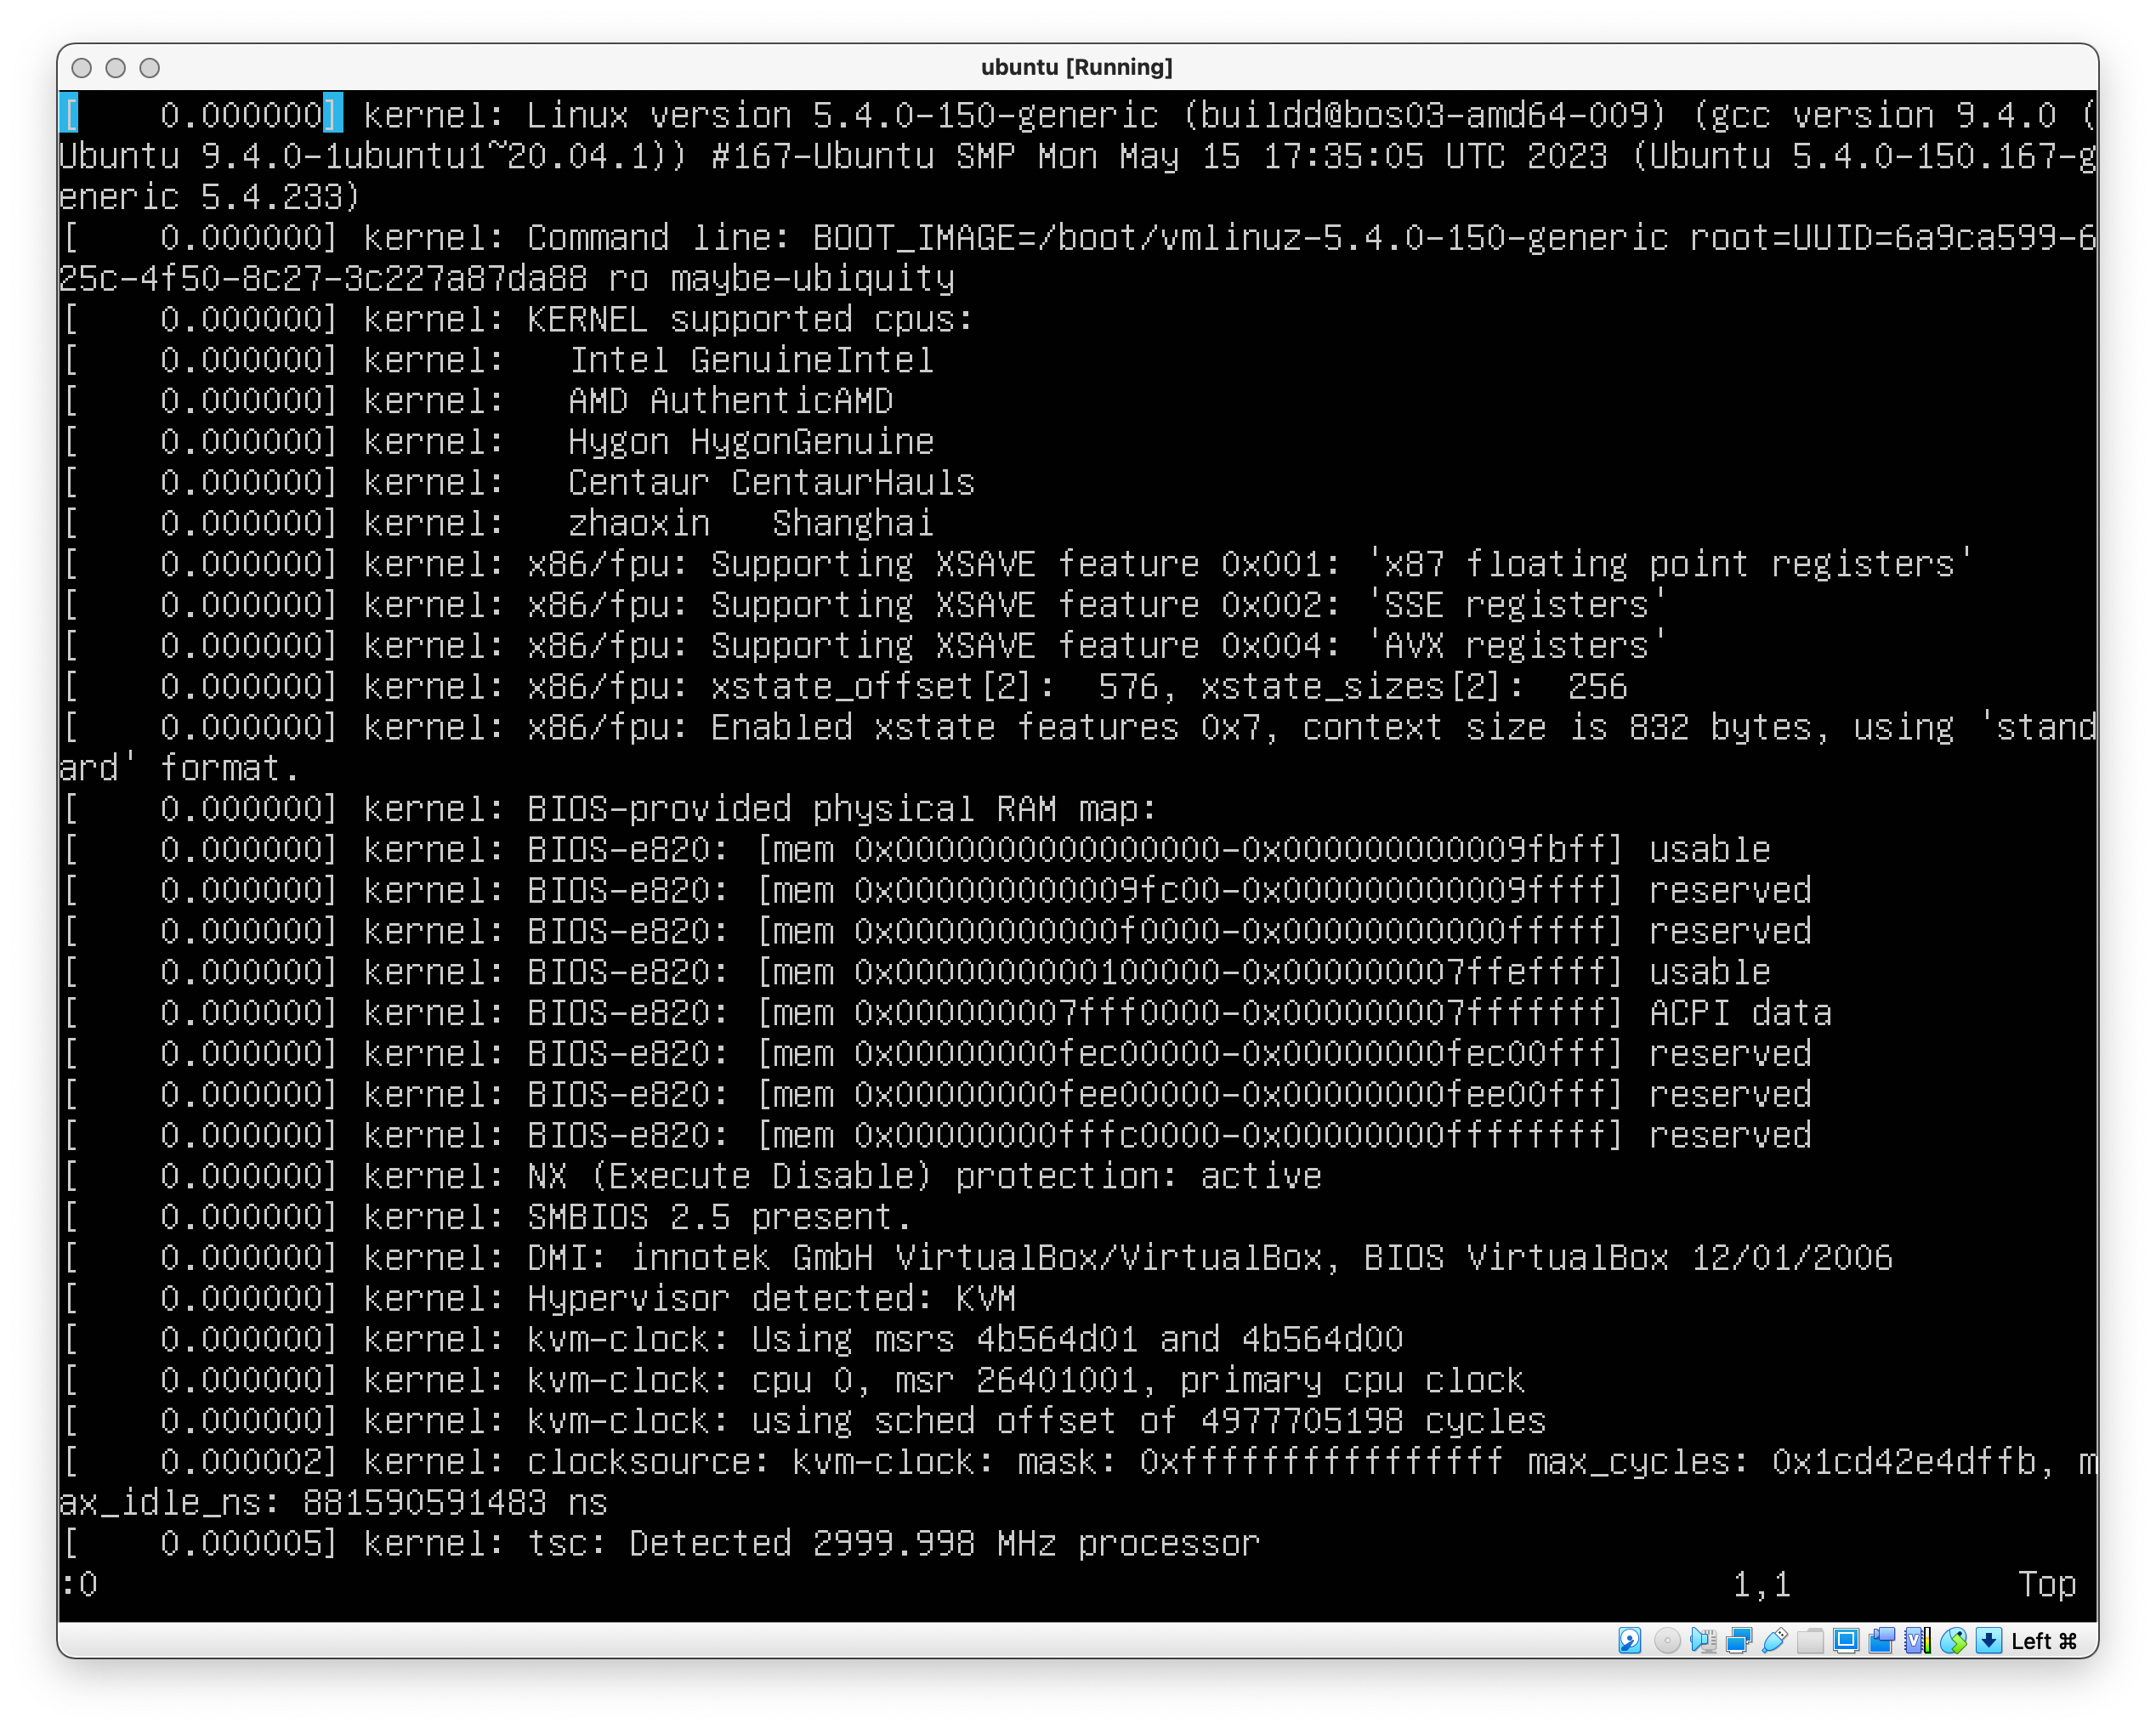 ubuntu [Running]
[    0.000000] kernel: Linux version 5.4.0-150-generic (buildd@bos03-amd64-009) (gcc version 9.4.0 (
Ubuntu 9.4.0-1ubuntu1~20.04.1)) #167-Ubuntu SMP Mon May 15 17:35:05 UTC 2023 (Ubuntu 5.4.0-150.167-g
eneric 5.4.233)
[    0.000000] kernel: Command line: BOOT_IMAGE=/boot/vmlinuz-5.4.0-150-generic root=UUID=6a9ca599-6
25c-4f50-8c27-3c227a87da88 ro maybe-ubiquity
[    0.000000] kernel: KERNEL supported cpus:
[    0.000000] kernel:   Intel GenuineIntel
[    0.000000] kernel:   AMD AuthenticAMD
[    0.000000] kernel:   Hygon HygonGenuine
[    0.000000] kernel:   Centaur CentaurHauls
[    0.000000] kernel:   zhaoxin   Shanghai
[    0.000000] kernel: x86/fpu: Supporting XSAVE feature 0x001: 'x87 floating point registers'
[    0.000000] kernel: x86/fpu: Supporting XSAVE feature 0x002: 'SSE registers'
[    0.000000] kernel: x86/fpu: Supporting XSAVE feature 0x004: 'AVX registers'
[    0.000000] kernel: x86/fpu: xstate_offset[2]:  576, xstate_sizes[2]:  256
[    0.000000] kernel: x86/fpu: Enabled xstate features 0x7, context size is 832 bytes, using 'stand
ard' format.
[    0.000000] kernel: BIOS-provided physical RAM map:
[    0.000000] kernel: BIOS-e820: [mem 0x0000000000000000-0x000000000009fbff] usable
[    0.000000] kernel: BIOS-e820: [mem 0x000000000009fc00-0x000000000009ffff] reserved
[    0.000000] kernel: BIOS-e820: [mem 0x00000000000f0000-0x00000000000fffff] reserved
[    0.000000] kernel: BIOS-e820: [mem 0x0000000000100000-0x000000007ffeffff] usable
[    0.000000] kernel: BIOS-e820: [mem 0x000000007fff0000-0x000000007fffffff] ACPI data
[    0.000000] kernel: BIOS-e820: [mem 0x00000000fec00000-0x00000000fec00fff] reserved
[    0.000000] kernel: BIOS-e820: [mem 0x00000000fee00000-0x00000000fee00fff] reserved
[    0.000000] kernel: BIOS-e820: [mem 0x00000000fffc0000-0x00000000ffffffff] reserved
[    0.000000] kernel: NX (Execute Disable) protection: active
[    0.000000] kernel: SMBIOS 2.5 present.
[    0.000000] kernel: DMI: innotek GmbH VirtualBox/VirtualBox, BIOS VirtualBox 12/01/2006
[    0.000000] kernel: Hypervisor detected: KVM
[    0.000000] kernel: kvm-clock: Using msrs 4b564d01 and 4b564d00
[    0.000000] kernel: kvm-clock: cpu 0, msr 26401001, primary cpu clock
[    0.000000] kernel: kvm-clock: using sched offset of 4977705198 cycles
[    0.000002] kernel: clocksource: kvm-clock: mask: 0xffffffffffffffff max_cycles: 0x1cd42e4dffb, m
ax_idle_ns: 881590591483 ns
[    0.000005] kernel: tsc: Detected 2999.998 MHz processor
:0 1,1 Top
Left ⌘